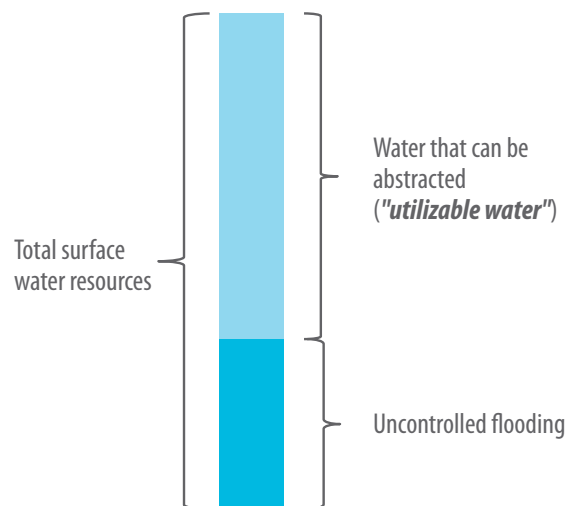 Water that can be
abstracted
("utilizable water")
Total surface
water resources
Uncontrolled flooding